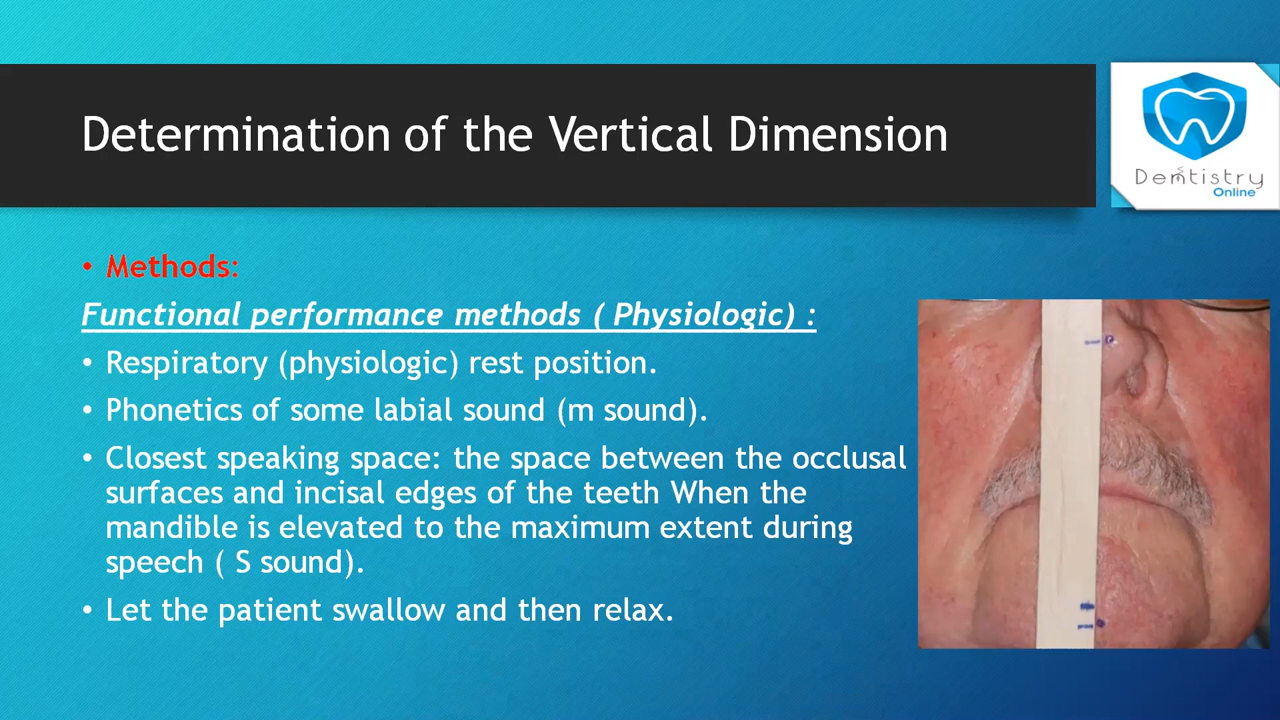 Determination of the Vertical Dimension
Dentistry
Online
• Methods:
Functional performance methods ( Physiologic) :
• Respiratory (physiologic) rest position.
• Phonetics of some labial sound (m sound).
• Closest speaking space: the space between the occlusal
surfaces and incisal edges of the teeth When the
mandible is elevated to the maximum extent during
speech ( S sound).
• Let the patient swallow and then relax.